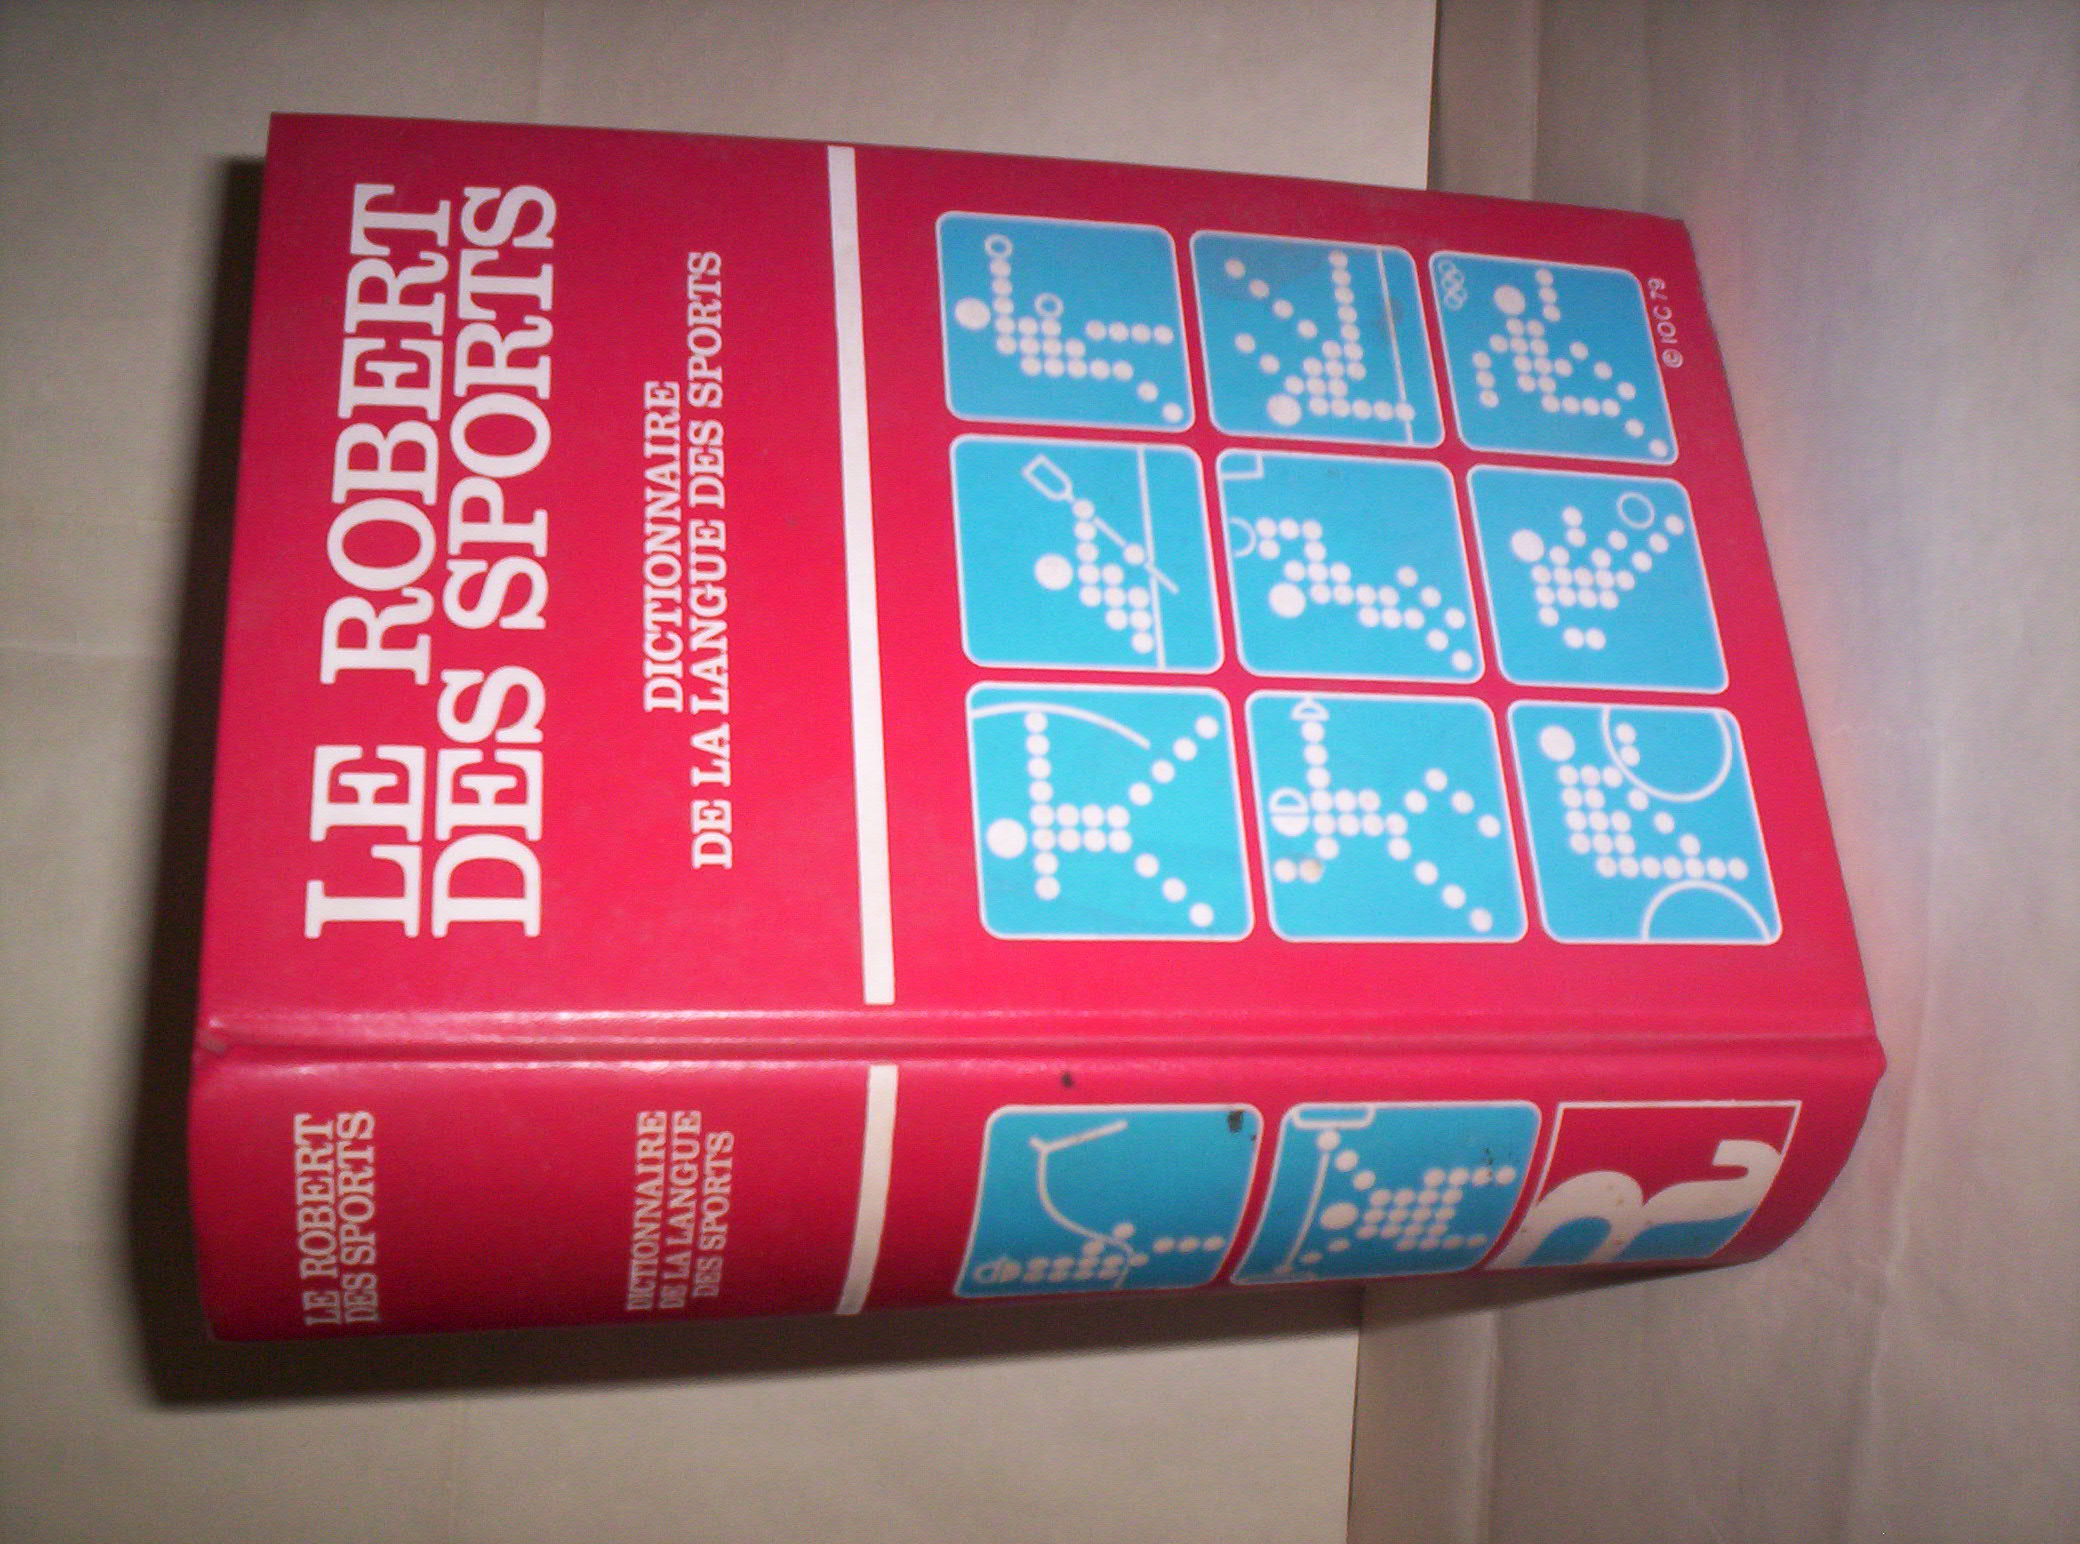 LE ROBERT
DES SPORTS
DICTIONNAIRE
DE LA LANGUE DES SPORTS
© IOC 79
LE ROBERT
DES SPORTS
DICTIONNAIRE
DE LA LANGUE
DES SPORTS
R